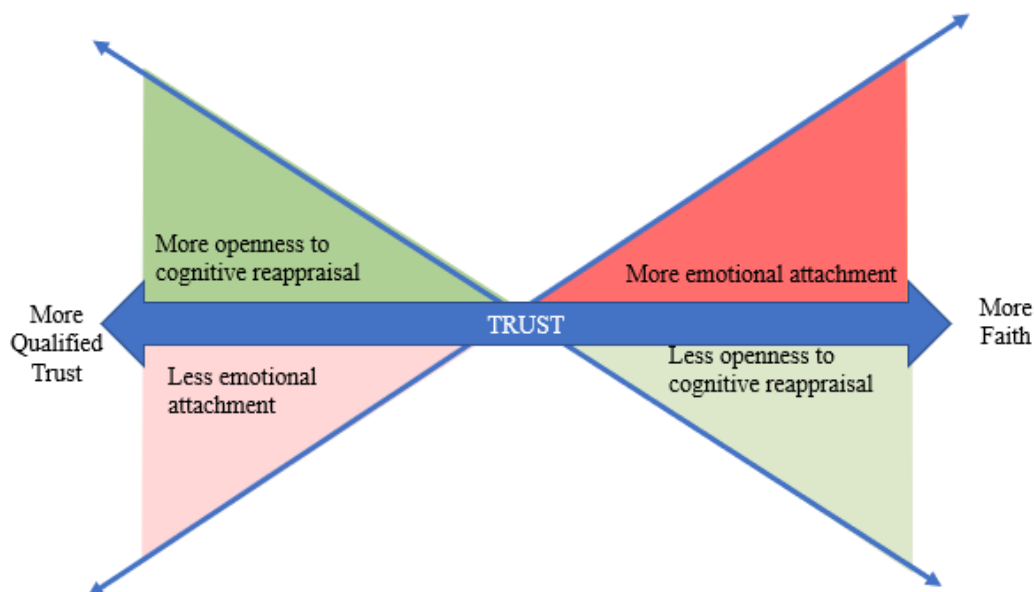 More openness to
cognitive reappraisal
More emotional attachment
More
Qualified
Trust
TRUST
More
Faith
Less emotional
attachment
Less openness to
cognitive reappraisal